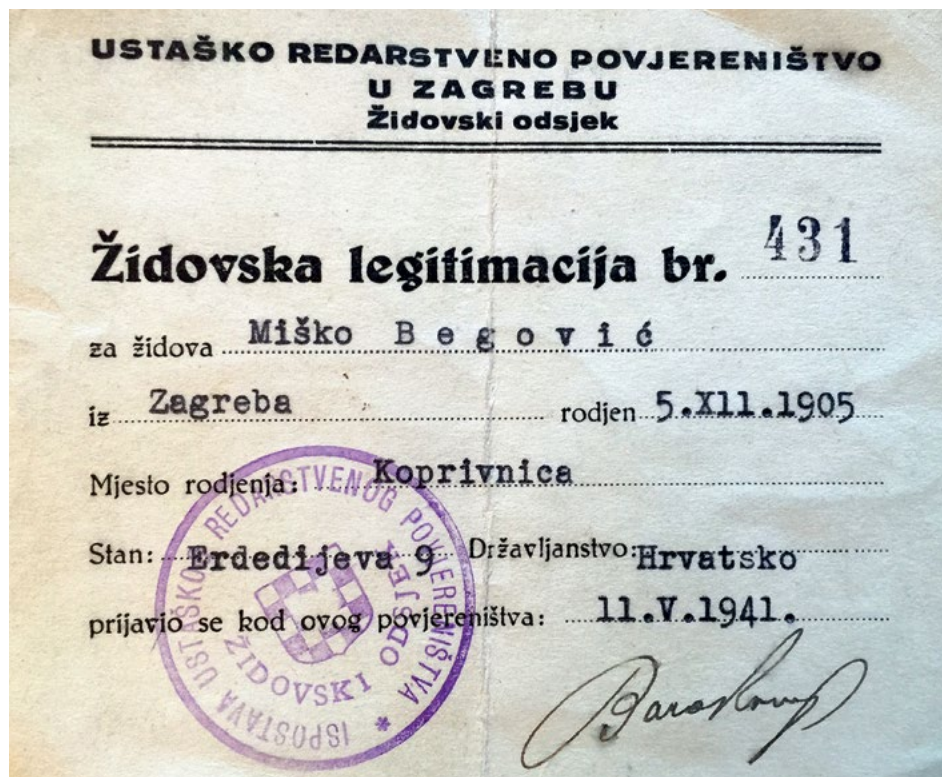 USTAŠKO REDARSTVENO POVJERENIŠTVO
U ZAGREBU
Židovski odsjek
Židovska legitimacija br. 431
za židova Miško Begović
iz Zagreba rodjen 5.XII.1905
Mjesto rodjenja: Koprivnica
Stan: Erdedijeva 9 Državljanstvo: Hrvatsko
prijavio se kod ovog povjereništva: 11.V.1941.
ISPOSTAVA USTAŠKOG REDARSTVENOG POVJERENIŠTVA *
ŽIDOVSKI ODSJEK